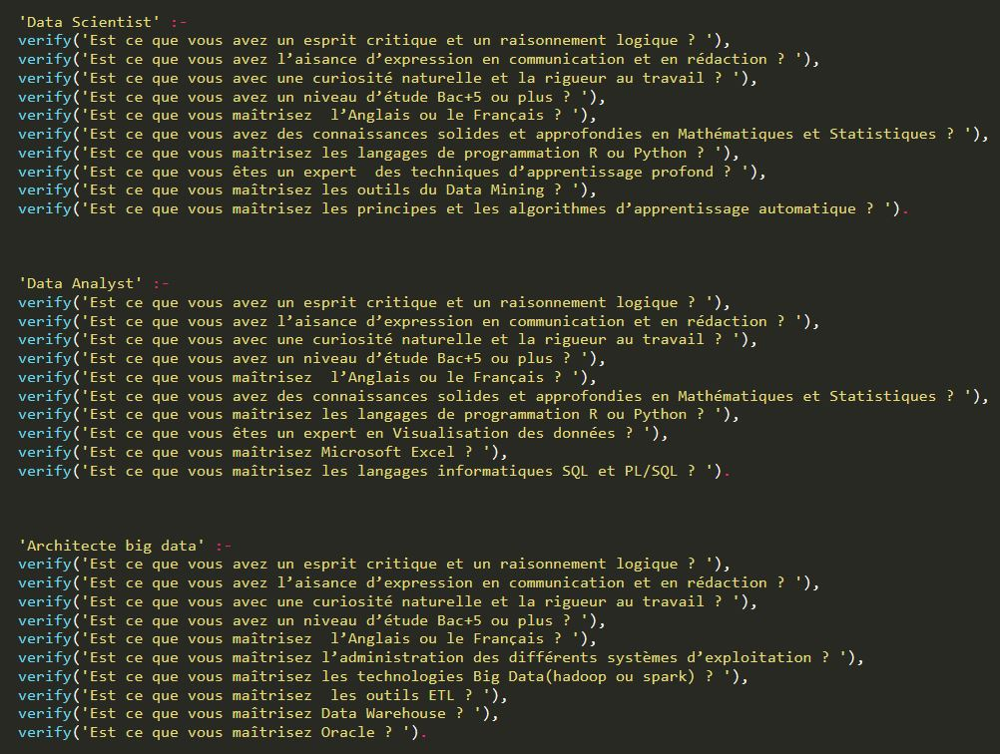 'Data Scientist' :-
verify('Est ce que vous avez un esprit critique et un raisonnement logique ? '),
verify('Est ce que vous avez l’aisance d’expression en communication et en rédaction ? '),
verify('Est ce que vous avec une curiosité naturelle et la rigueur au travail ? '),
verify('Est ce que vous avez un niveau d’étude Bac+5 ou plus ? '),
verify('Est ce que vous maîtrisez  l’Anglais ou le Français ? '),
verify('Est ce que vous avez des connaissances solides et approfondies en Mathématiques et Statistiques ? '),
verify('Est ce que vous maîtrisez les langages de programmation R ou Python ? '),
verify('Est ce que vous êtes un expert  des techniques d’apprentissage profond ? '),
verify('Est ce que vous maîtrisez les outils du Data Mining ? '),
verify('Est ce que vous maîtrisez les principes et les algorithmes d’apprentissage automatique ? ').
'Data Analyst' :-
verify('Est ce que vous avez un esprit critique et un raisonnement logique ? '),
verify('Est ce que vous avez l’aisance d’expression en communication et en rédaction ? '),
verify('Est ce que vous avec une curiosité naturelle et la rigueur au travail ? '),
verify('Est ce que vous avez un niveau d’étude Bac+5 ou plus ? '),
verify('Est ce que vous maîtrisez  l’Anglais ou le Français ? '),
verify('Est ce que vous avez des connaissances solides et approfondies en Mathématiques et Statistiques ? '),
verify('Est ce que vous maîtrisez les langages de programmation R ou Python ? '),
verify('Est ce que vous êtes un expert en Visualisation des données ? '),
verify('Est ce que vous maîtrisez Microsoft Excel ? '),
verify('Est ce que vous maîtrisez les langages informatiques SQL et PL/SQL ? ').
'Architecte big data' :-
verify('Est ce que vous avez un esprit critique et un raisonnement logique ? '),
verify('Est ce que vous avez l’aisance d’expression en communication et en rédaction ? '),
verify('Est ce que vous avec une curiosité naturelle et la rigueur au travail ? '),
verify('Est ce que vous avez un niveau d’étude Bac+5 ou plus ? '),
verify('Est ce que vous maîtrisez  l’Anglais ou le Français ? '),
verify('Est ce que vous maîtrisez l’administration des différents systèmes d’exploitation ? '),
verify('Est ce que vous maîtrisez les technologies Big Data(hadoop ou spark) ? '),
verify('Est ce que vous maîtrisez  les outils ETL ? '),
verify('Est ce que vous maîtrisez Data Warehouse ? '),
verify('Est ce que vous maîtrisez Oracle ? ').